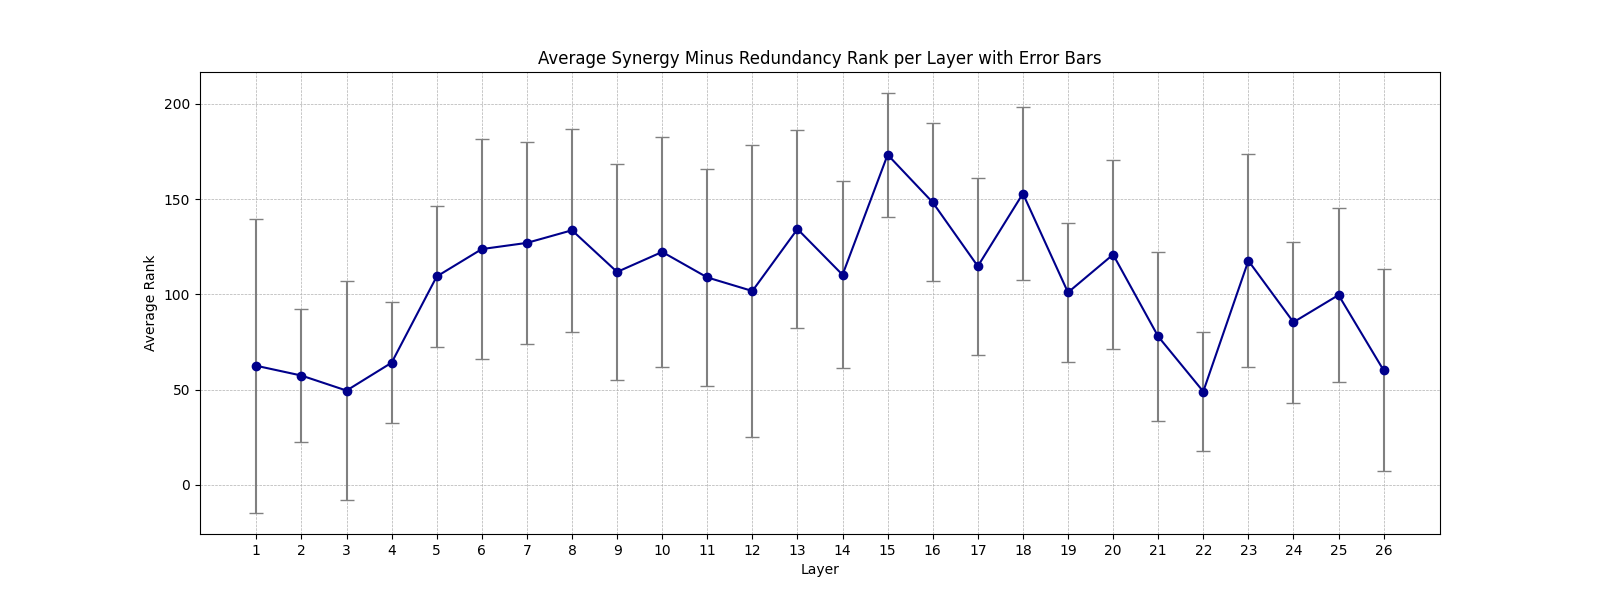 Average Synergy Minus Redundancy Rank per Layer with Error Bars
200
150
100
50
0
Average Rank
1 2 3 4 5 6 7 8 9 10 11 12 13 14 15 16 17 18 19 20 21 22 23 24 25 26
Layer